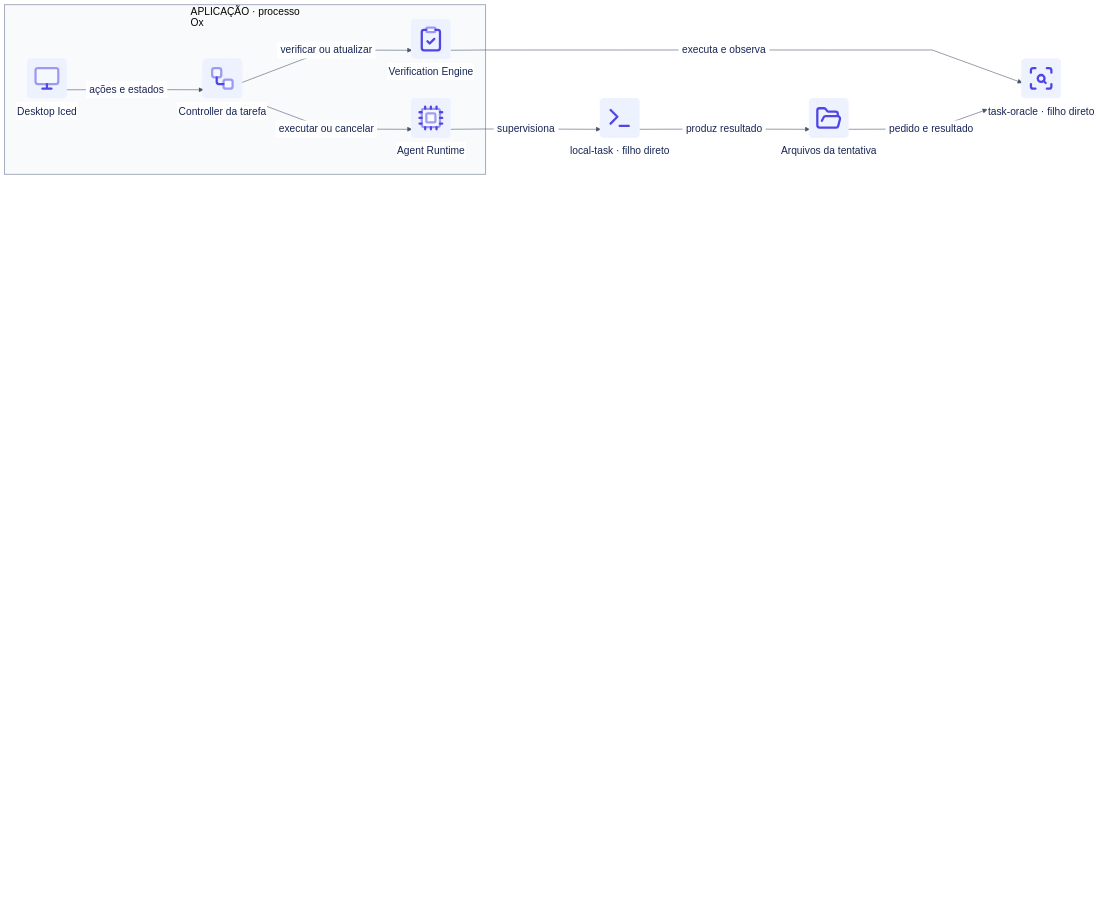 APLICAÇÃO · processo
Ox
verificar ou atualizar
executa e observa
Verification Engine
ações e estados
Desktop Iced
Controller da tarefa
task-oracle · filho direto
executar ou cancelar
supervisiona
produz resultado
pedido e resultado
Agent Runtime
local-task · filho direto
Arquivos da tentativa